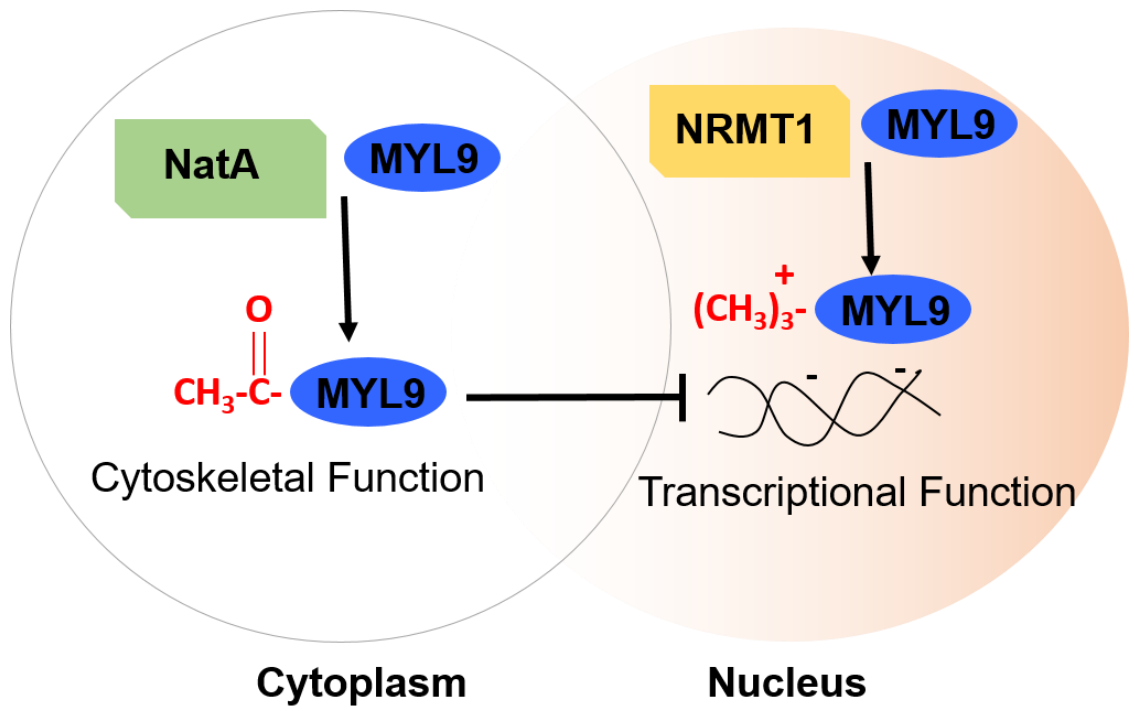 NatA
MYL9
O
CH₃-C-
MYL9
Cytoskeletal Function
NRMT1
MYL9
+
(CH₃)₃-
MYL9
- -
Transcriptional Function
Cytoplasm
Nucleus